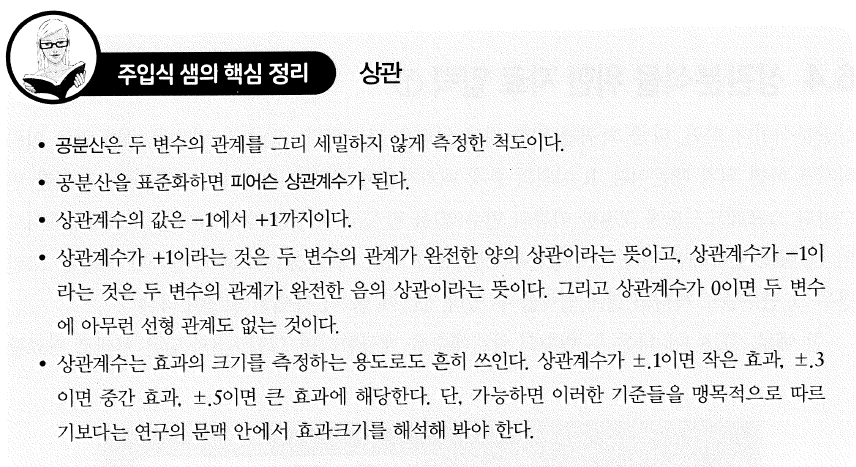 주입식 샘의 핵심 정리 상관
• 공분산은 두 변수의 관계를 그리 세밀하지 않게 측정한 척도이다.
• 공분산을 표준화하면 피어슨 상관계수가 된다.
• 상관계수의 값은 −1에서 +1까지이다.
• 상관계수가 +1이라는 것은 두 변수의 관계가 완전한 양의 상관이라는 뜻이고, 상관계수가 −1이
라는 것은 두 변수의 관계가 완전한 음의 상관이라는 뜻이다. 그리고 상관계수가 0이면 두 변수
에 아무런 선형 관계도 없는 것이다.
• 상관계수는 효과의 크기를 측정하는 용도로도 흔히 쓰인다. 상관계수가 ±.1이면 작은 효과, ±.3
이면 중간 효과, ±.5이면 큰 효과에 해당한다. 단, 가능하면 이러한 기준들을 맹목적으로 따르
기보다는 연구의 문맥 안에서 효과크기를 해석해 봐야 한다.